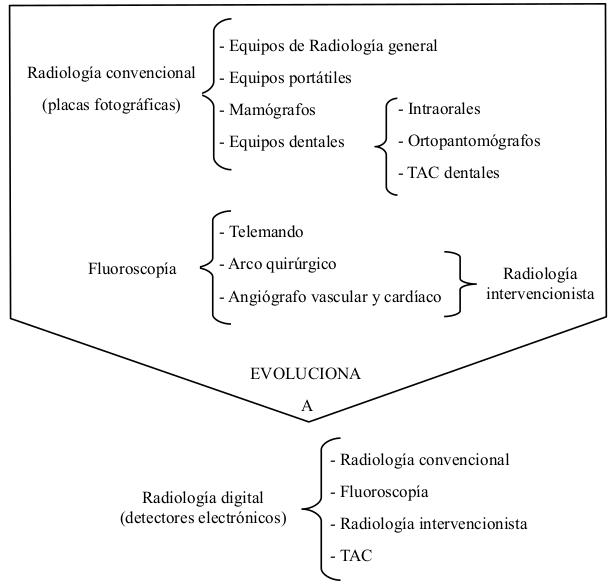 Radiología convencional
(placas fotográficas)
- Equipos de Radiología general
- Equipos portátiles
- Mamógrafos
- Equipos dentales
- Intraorales
- Ortopantomógrafos
- TAC dentales
Fluoroscopía
- Telemando
- Arco quirúrgico
- Angiógrafo vascular y cardíaco
Radiología
intervencionista
EVOLUCIONA
A
Radiología digital
(detectores electrónicos)
- Radiología convencional
- Fluoroscopía
- Radiología intervencionista
- TAC